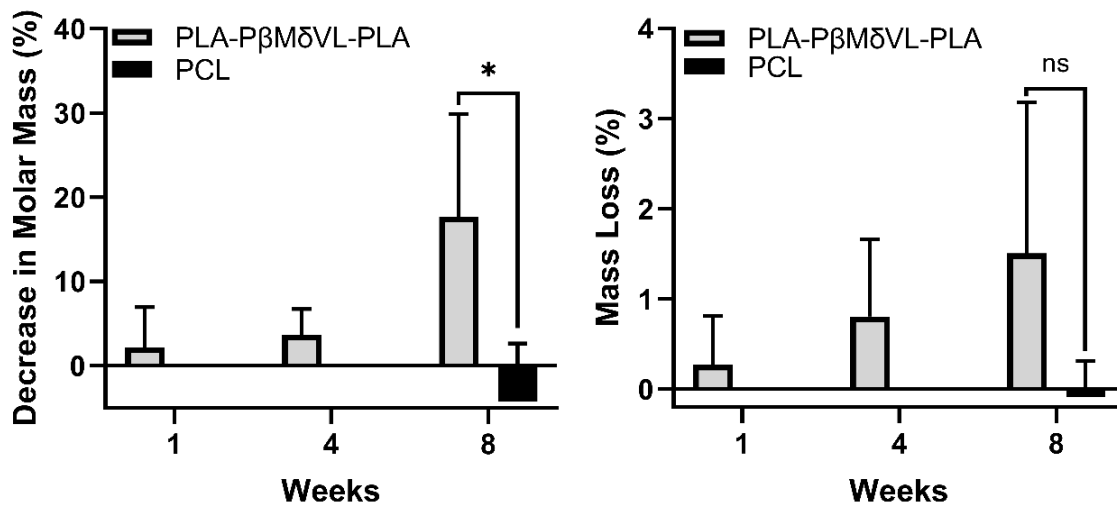 Decrease in Molar Mass (%)
40
30
20
10
0
PLA-PβMδVL-PLA
PCL
*
1
4
8
Weeks
Mass Loss (%)
4
3
2
1
0
PLA-PβMδVL-PLA
PCL
ns
1
4
8
Weeks